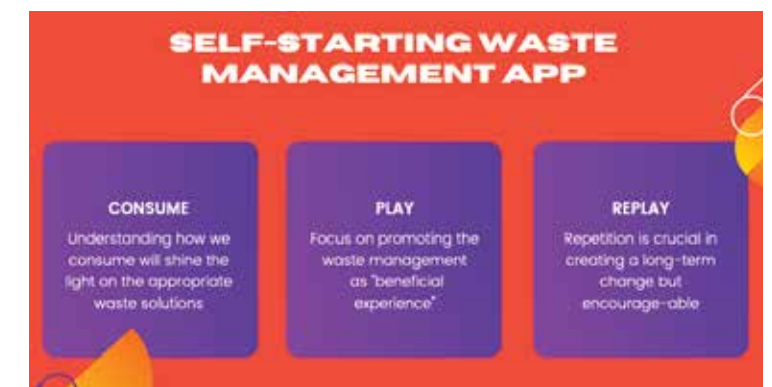 SELF-STARTING WASTE
MANAGEMENT APP
CONSUME
Understanding how we
consume will shine the
light on the appropriate
waste solutions
PLAY
Focus on promoting the
waste management
as "beneficial
experience"
REPLAY
Repetition is crucial in
creating a long-term
change but
encourage-able